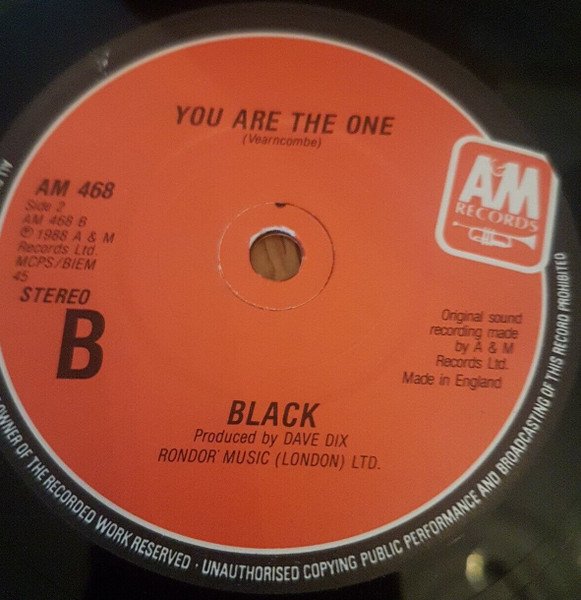 YOU ARE THE ONE
(Vearncombe)
A&M
RECORDS
AM 468
Side 2
AM 468 B
℗ 1988 A & M
Records Ltd.
MCPS/BIEM
45
STEREO
B
Original sound
recording made
by A & M
Records Ltd.
Made in England
BLACK
Produced by DAVE DIX
RONDOR MUSIC (LONDON) LTD.
OWNER OF THE RECORDED WORK RESERVED · UNAUTHORISED COPYING PUBLIC PERFORMANCE AND BROADCASTING OF THIS RECORD PROHIBITED